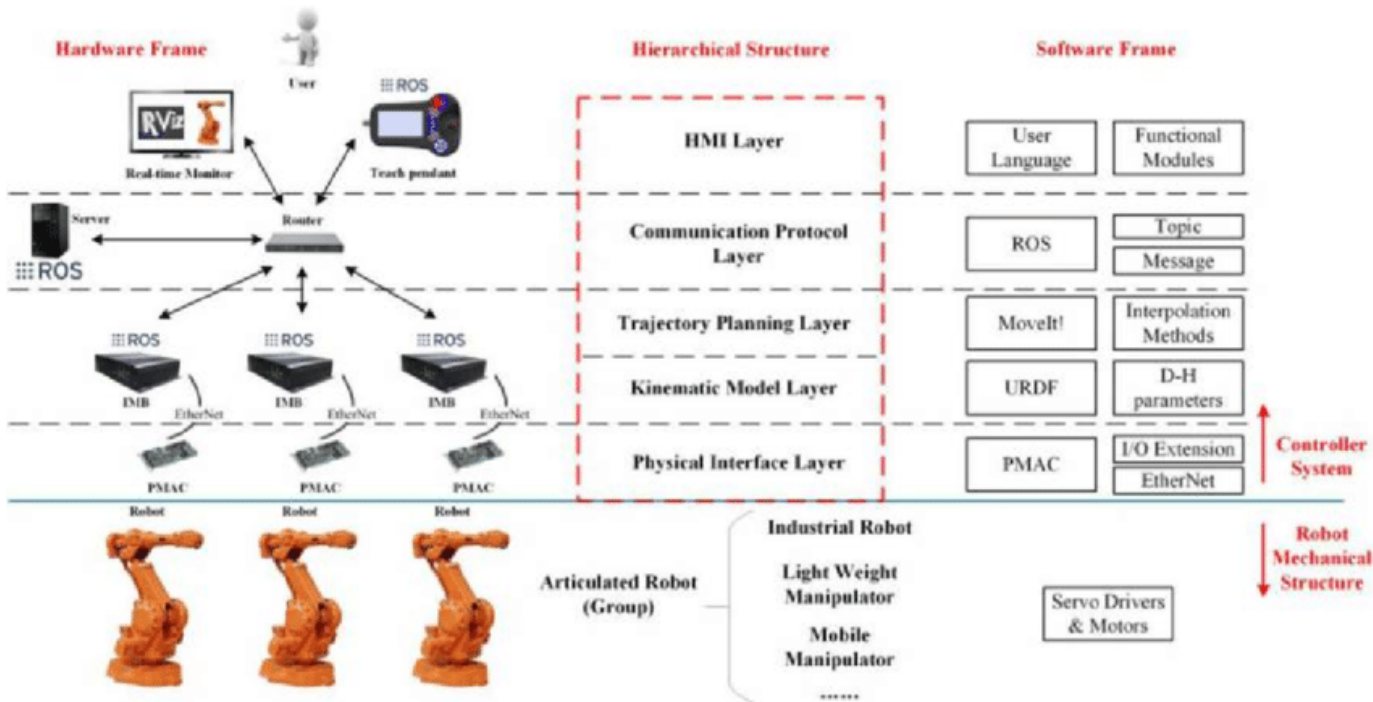 Hardware Frame
User
ROS
RViz
Real-time Monitor
Teach pendant
Server
ROS
Router
ROS
ROS
ROS
IMB
IMB
IMB
EtherNet
EtherNet
EtherNet
PMAC
PMAC
PMAC
Robot
Robot
Robot
Hierarchical Structure
HMI Layer
Communication Protocol
Layer
Trajectory Planning Layer
Kinematic Model Layer
Physical Interface Layer
Articulated Robot
(Group)
Industrial Robot
Light Weight
Manipulator
Mobile
Manipulator
......
Software Frame
User
Language
Functional
Modules
ROS
Topic
Message
MoveIt!
Interpolation
Methods
URDF
D-H
parameters
PMAC
I/O Extension
EtherNet
Controller
System
Robot
Mechanical
Structure
Servo Drivers
& Motors